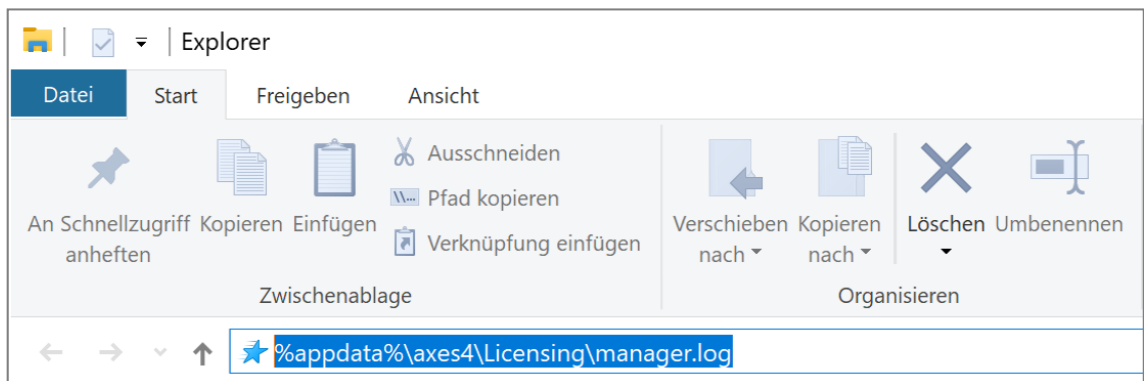 Explorer
Datei Start Freigeben Ansicht
An Schnellzugriff anheften
Kopieren
Einfügen
Ausschneiden
Pfad kopieren
Verknüpfung einfügen
Zwischenablage
Verschieben nach
Kopieren nach
Löschen
Umbenennen
Organisieren
%appdata%\axes4\Licensing\manager.log